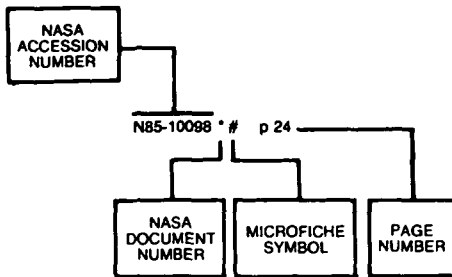 NASA
ACCESSION
NUMBER
N85-10098 * # p 24
NASA
DOCUMENT
NUMBER
MICROFICHE
SYMBOL
PAGE
NUMBER